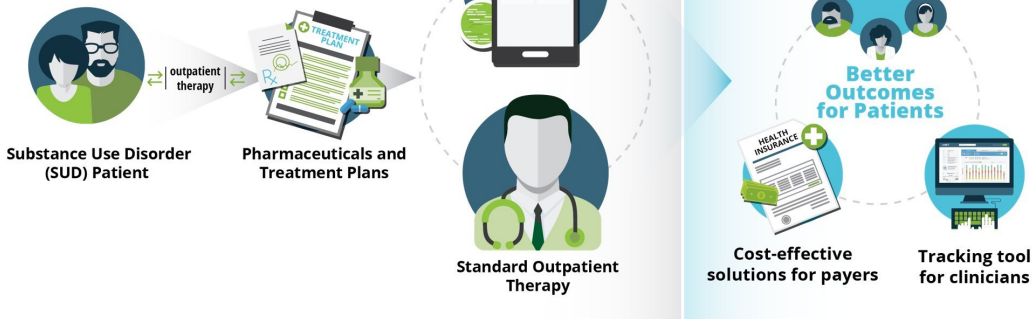 outpatient
therapy
Rx
TREATMENT
PLAN
Substance Use Disorder
(SUD) Patient
Pharmaceuticals and
Treatment Plans
Standard Outpatient
Therapy
Better
Outcomes
for Patients
HEALTH
INSURANCE
Cost-effective
solutions for payers
Tracking tool
for clinicians